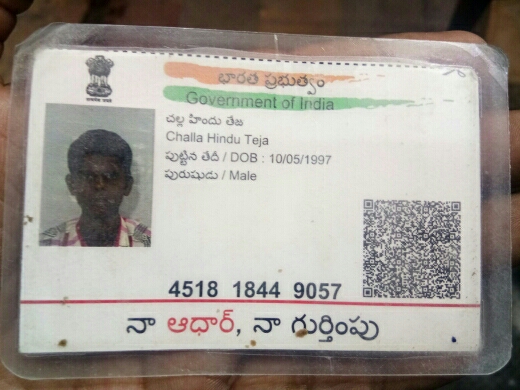 భారత ప్రభుత్వం
Government of India
చల్ల హిందు తేజ
Challa Hindu Teja
పుట్టిన తేదీ / DOB : 10/05/1997
పురుషుడు / Male
4518 1844 9057
నా ఆధార్, నా గుర్తింపు